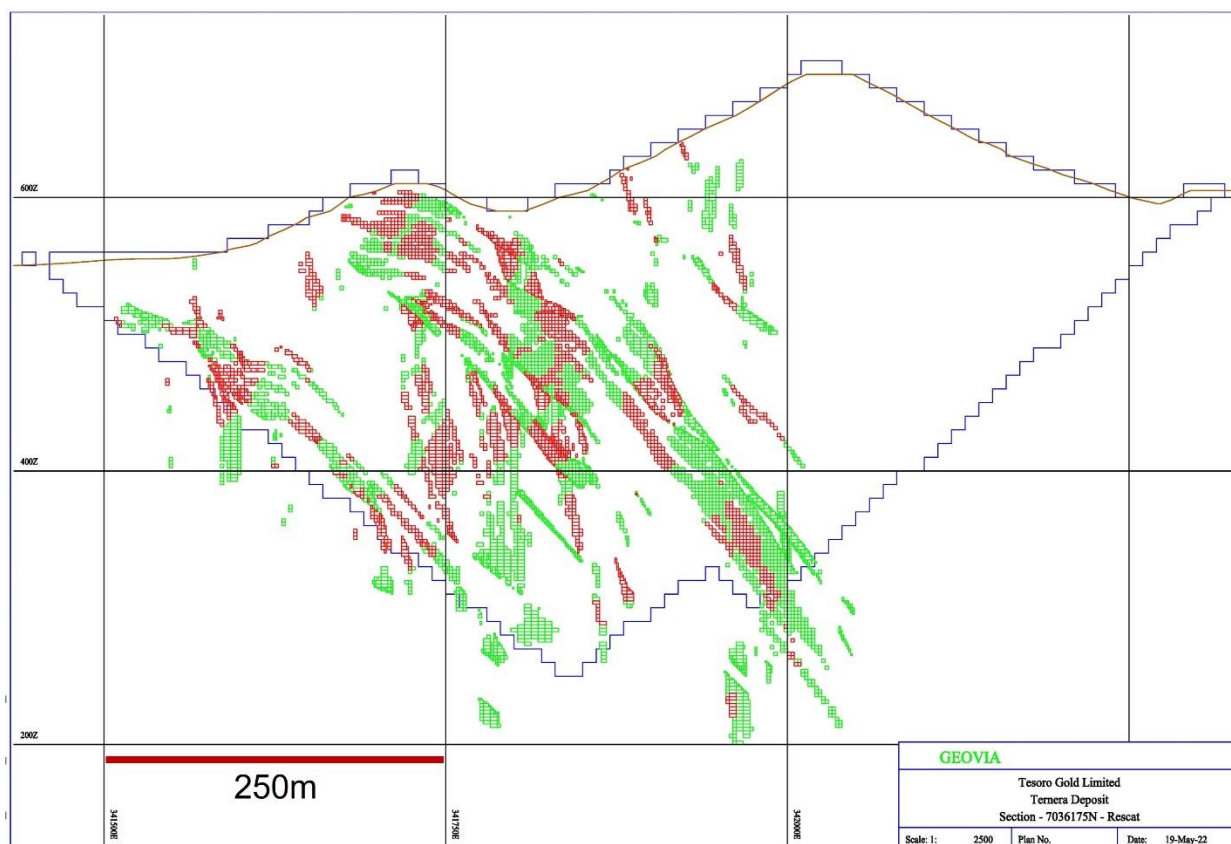 600Z
400Z
200Z
250m
341500E
341750E
342000E
GEOVIA
Tesoro Gold Limited
Ternera Deposit
Section - 7036175N - Rescat
Scale: 1: 2500 Plan No. Date: 19-May-22